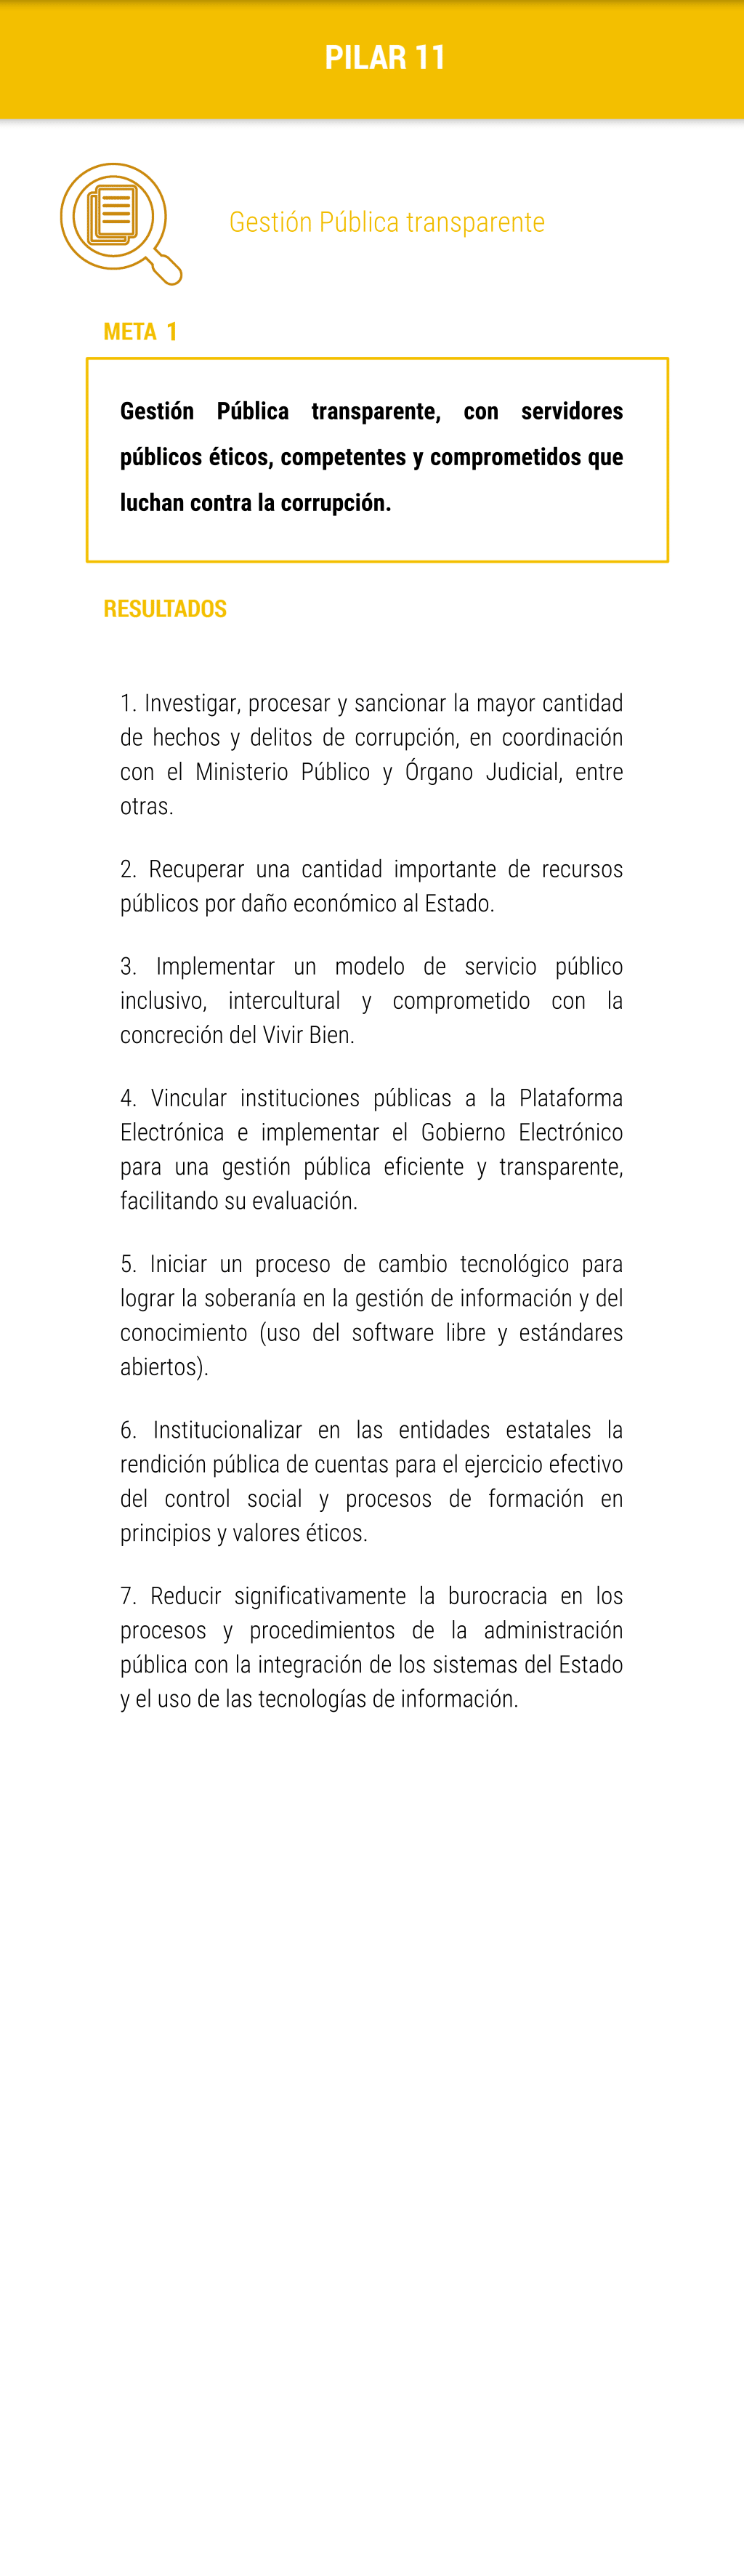 PILAR 11
Gestión Pública transparente
META 1
Gestión Pública transparente, con servidores
públicos éticos, competentes y comprometidos que
luchan contra la corrupción.
RESULTADOS
1. Investigar, procesar y sancionar la mayor cantidad
de hechos y delitos de corrupción, en coordinación
con el Ministerio Público y Órgano Judicial, entre
otras.
2. Recuperar una cantidad importante de recursos
públicos por daño económico al Estado.
3. Implementar un modelo de servicio público
inclusivo, intercultural y comprometido con la
concreción del Vivir Bien.
4. Vincular instituciones públicas a la Plataforma
Electrónica e implementar el Gobierno Electrónico
para una gestión pública eficiente y transparente,
facilitando su evaluación.
5. Iniciar un proceso de cambio tecnológico para
lograr la soberanía en la gestión de información y del
conocimiento (uso del software libre y estándares
abiertos).
6. Institucionalizar en las entidades estatales la
rendición pública de cuentas para el ejercicio efectivo
del control social y procesos de formación en
principios y valores éticos.
7. Reducir significativamente la burocracia en los
procesos y procedimientos de la administración
pública con la integración de los sistemas del Estado
y el uso de las tecnologías de información.